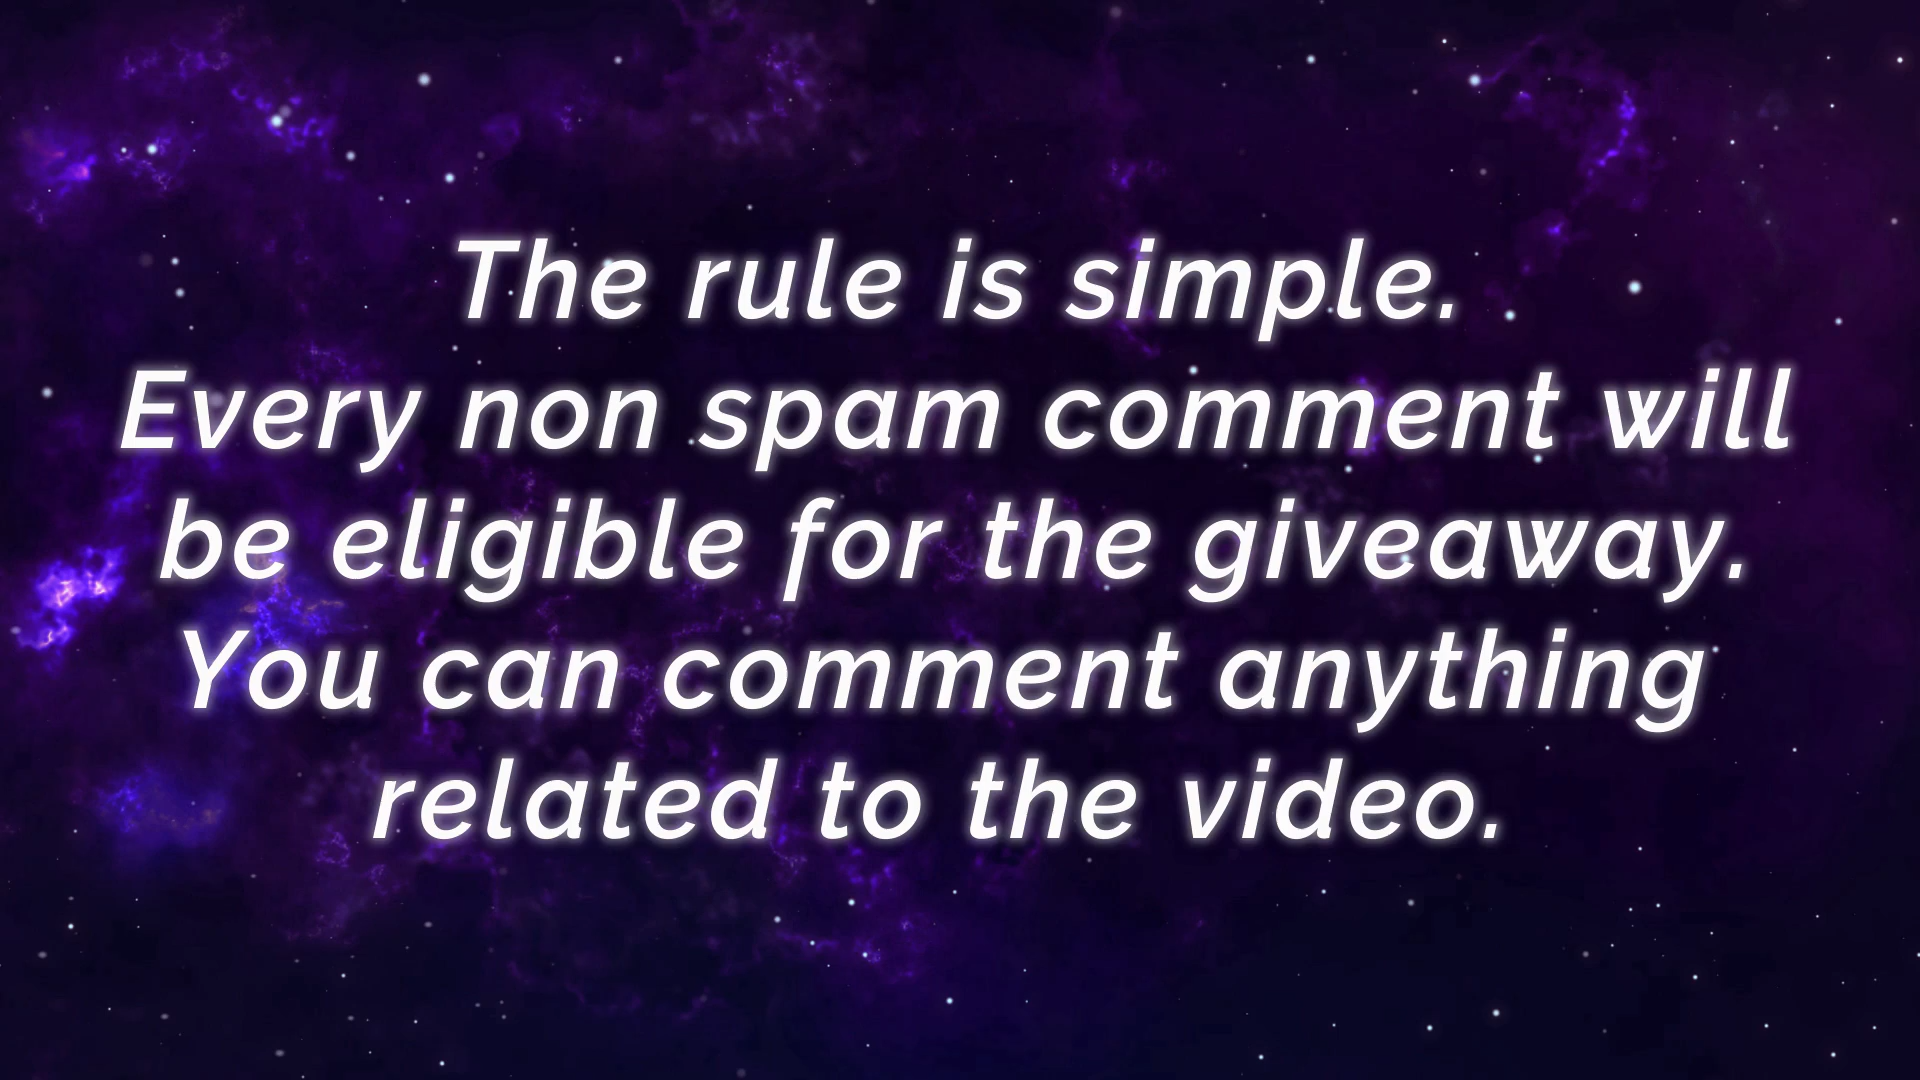 The rule is simple.
Every non spam comment will
be eligible for the giveaway.
You can comment anything
related to the video.